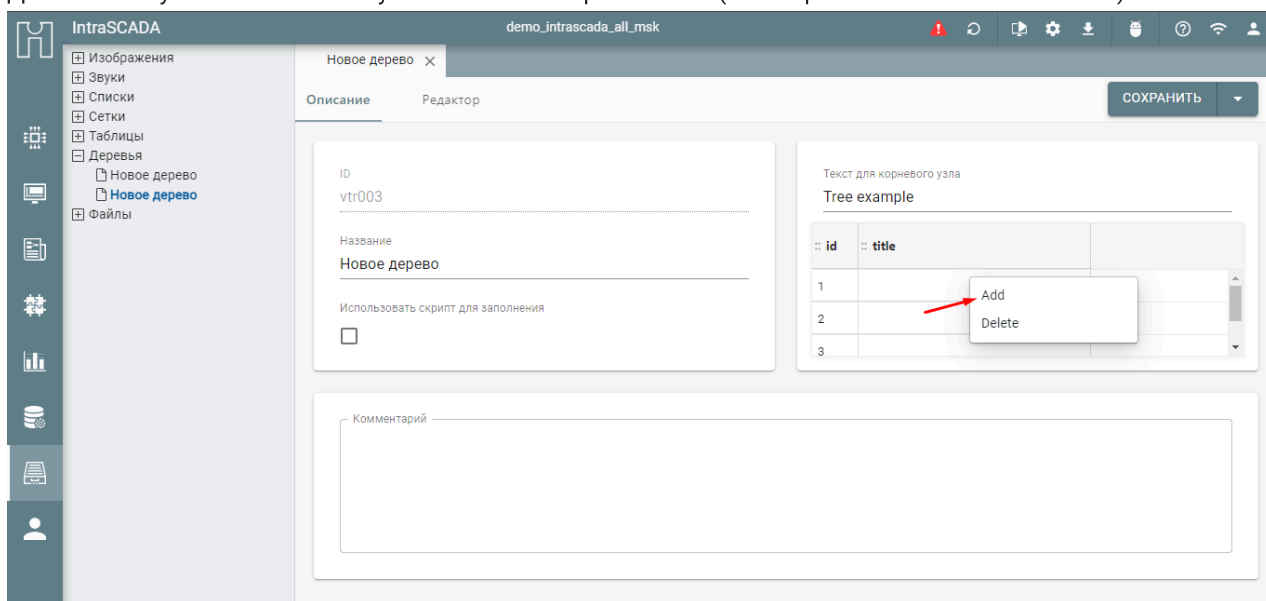 IntraSCADA
demo_intrascada_all_msk
Изображения
Звуки
Списки
Сетки
Таблицы
Деревья
Новое дерево
Новое дерево
Файлы
Новое дерево
Описание
Редактор
СОХРАНИТЬ
ID
vtr003
Название
Новое дерево
Использовать скрипт для заполнения
Текст для корневого узла
Tree example
id title
1
2
3
Add
Delete
Комментарий